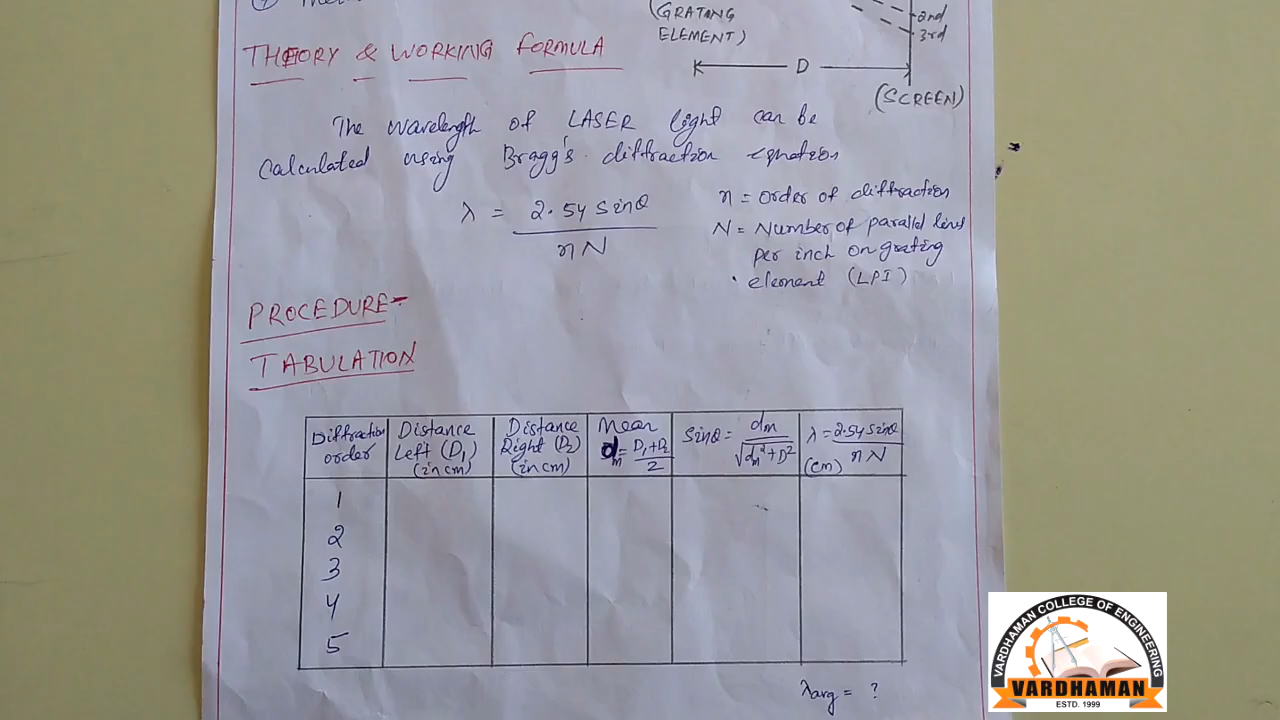 (GRATING
ELEMENT)
2nd
3rd
D
(SCREEN)
THEORY & WORKING FORMULA
The wavelength of LASER light can be
calculated using Bragg's diffraction equation
λ = 2.54 sinθ / nN
n = order of diffraction
N = Number of parallel lines
per inch on grating
element (LPI)
PROCEDURE-
TABULATION
Diffraction order
Distance Left (D1) (in cm)
Distance Right (D2) (in cm)
Mean dm = D1+D2 / 2
Sinθ = dm / √dm²+D²
λ = 2.54 sinθ / nN (cm)
1
2
3
4
5
λavg = ?
VARDHAMAN COLLEGE OF ENGINEERING
VARDHAMAN
ESTD. 1999